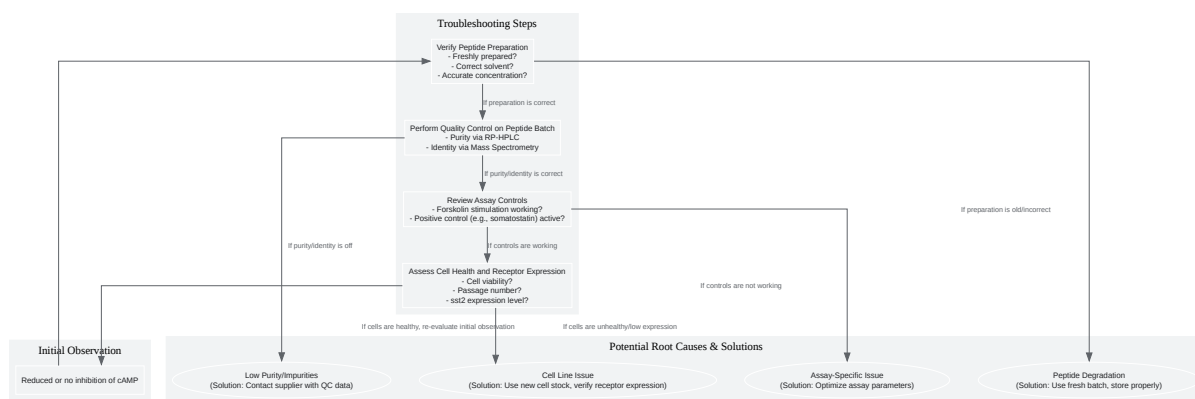 Troubleshooting Steps
Verify Peptide Preparation
- Freshly prepared?
- Correct solvent?
- Accurate concentration?
If preparation is correct
Perform Quality Control on Peptide Batch
- Purity via RP-HPLC
- Identity via Mass Spectrometry
If purity/identity is correct
Review Assay Controls
- Forskolin stimulation working?
- Positive control (e.g., somatostatin) active?
If preparation is old/incorrect
If purity/identity is off
If controls are working
Assess Cell Health and Receptor Expression
- Cell viability?
- Passage number?
- sst2 expression level?
If controls are not working
If cells are healthy, re-evaluate initial observation
If cells are unhealthy/low expression
Initial Observation
Reduced or no inhibition of cAMP
Potential Root Causes & Solutions
Low Purity/Impurities
(Solution: Contact supplier with QC data)
Cell Line Issue
(Solution: Use new cell stock, verify receptor expression)
Assay-Specific Issue
(Solution: Optimize assay parameters)
Peptide Degradation
(Solution: Use fresh batch, store properly)